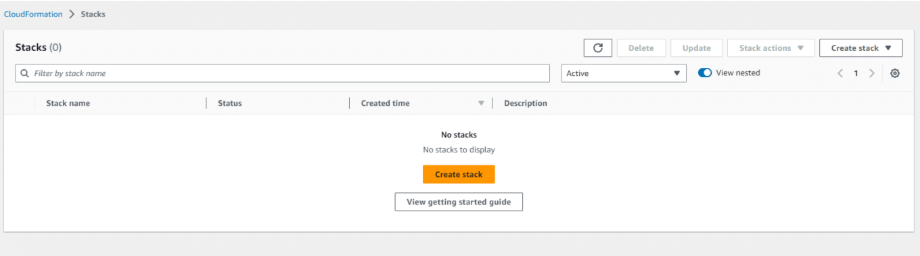 CloudFormation > Stacks
Stacks (0)
Delete Update Stack actions Create stack
Filter by stack name Active View nested 1
Stack name Status Created time Description
No stacks
No stacks to display
Create stack
View getting started guide